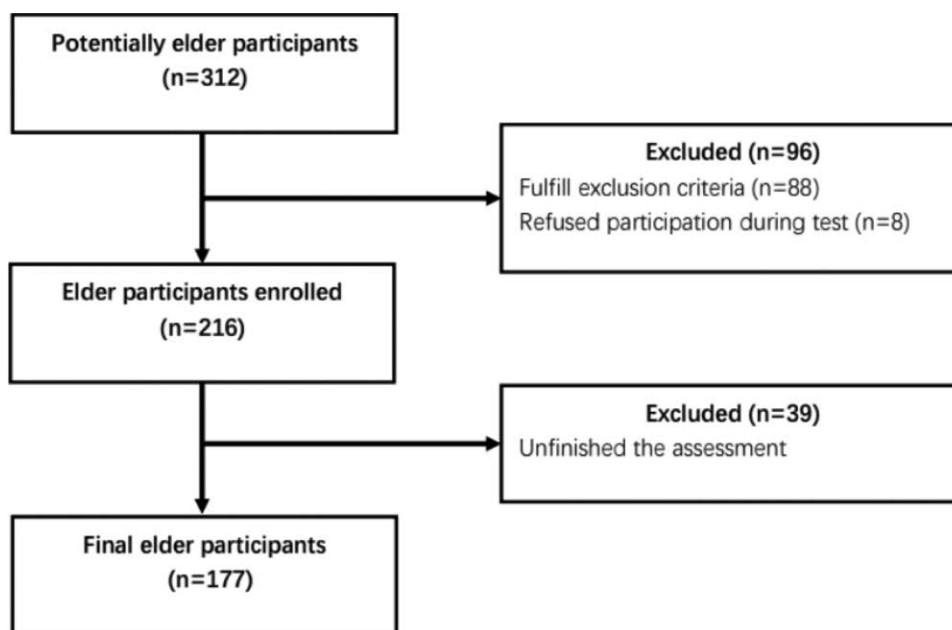 Potentially elder participants
(n=312)
Excluded (n=96)
Fulfill exclusion criteria (n=88)
Refused participation during test (n=8)
Elder participants enrolled
(n=216)
Excluded (n=39)
Unfinished the assessment
Final elder participants
(n=177)